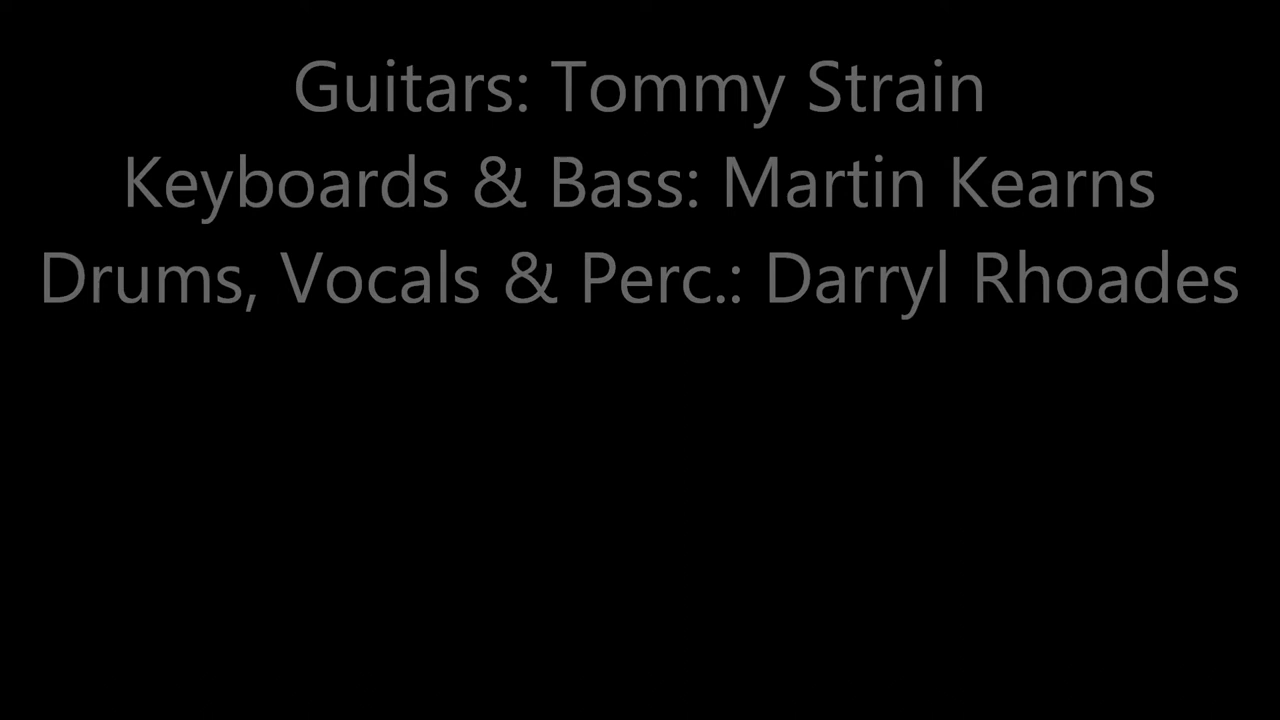 Guitars: Tommy Strain
Keyboards & Bass: Martin Kearns
Drums, Vocals & Perc.: Darryl Rhoades